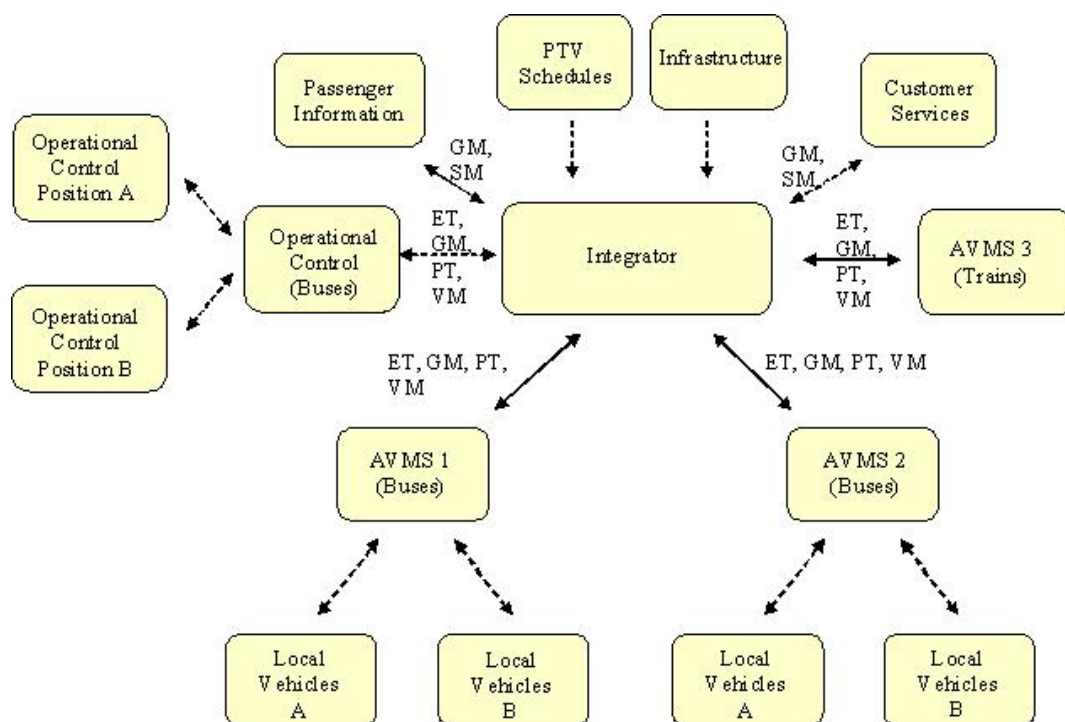 PTV
Schedules
Infrastructure
Passenger
Information
Customer
Services
Operational
Control
Position A
GM,
SM
GM,
SM,
Operational
Control
(Buses)
ET,
GM,
PT,
VM
Integrator
ET,
GM,
PT,
VM
AVMS 3
(Trains)
Operational
Control
Position B
ET, GM, PT,
VM
ET, GM, PT, VM
AVMS 1
(Buses)
AVMS 2
(Buses)
Local
Vehicles
A
Local
Vehicles
B
Local
Vehicles
A
Local
Vehicles
B